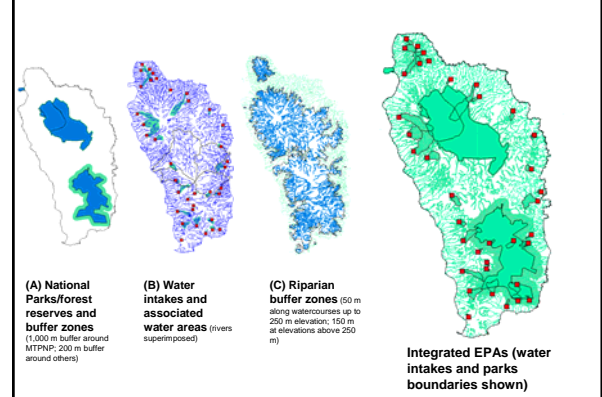 (A) National
Parks/forest
reserves and
buffer zones
(1,000 m buffer around
MTPNP; 200 m buffer
around others)
(B) Water
intakes and
associated
water areas (rivers
superimposed)
(C) Riparian
buffer zones (50 m
along watercourses up to
250 m elevation; 150 m
at elevations above 250
m)
Integrated EPAs (water
intakes and parks
boundaries shown)